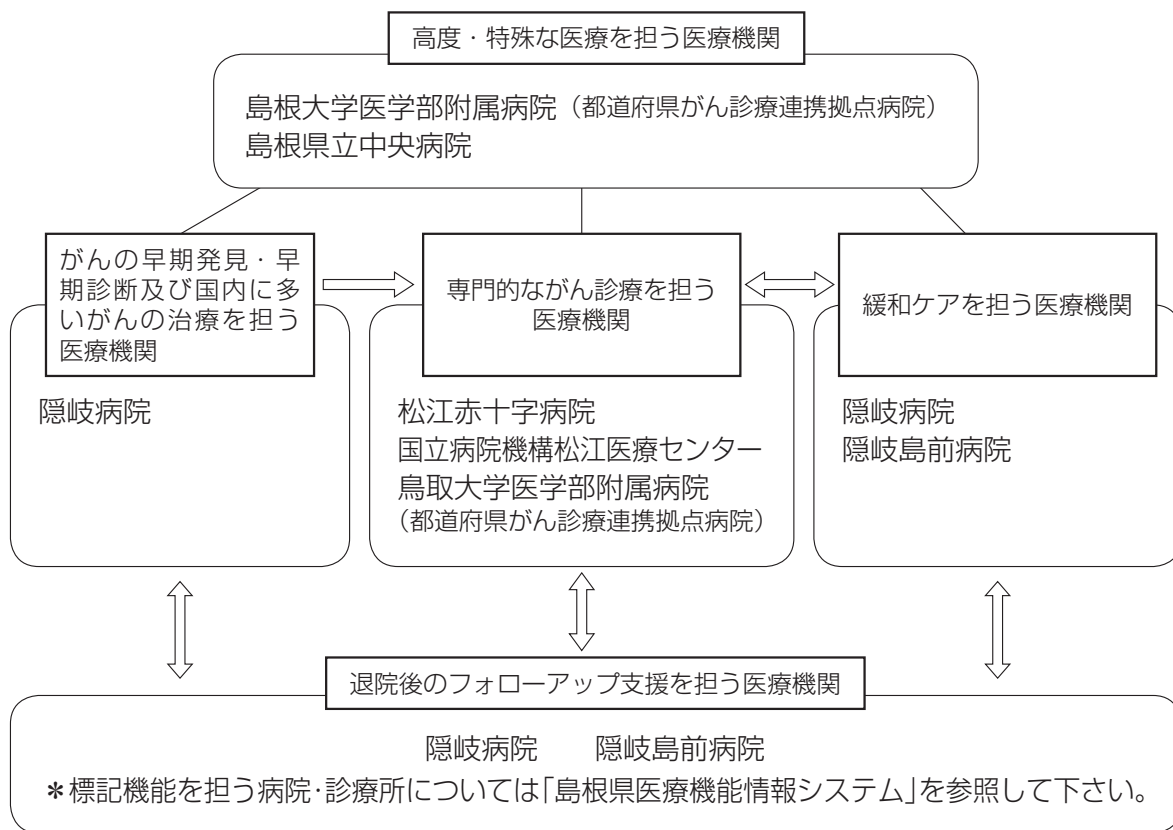 高度・特殊な医療を担う医療機関
島根大学医学部附属病院（都道府県がん診療連携拠点病院）
島根県立中央病院
がんの早期発見・早
期診断及び国内に多
いがんの治療を担う
医療機関
隠岐病院
専門的ながん診療を担う
医療機関
松江赤十字病院
国立病院機構松江医療センター
鳥取大学医学部附属病院
（都道府県がん診療連携拠点病院）
緩和ケアを担う医療機関
隠岐病院
隠岐島前病院
退院後のフォローアップ支援を担う医療機関
隠岐病院　　隠岐島前病院
＊標記機能を担う病院・診療所については「島根県医療機能情報システム」を参照して下さい。